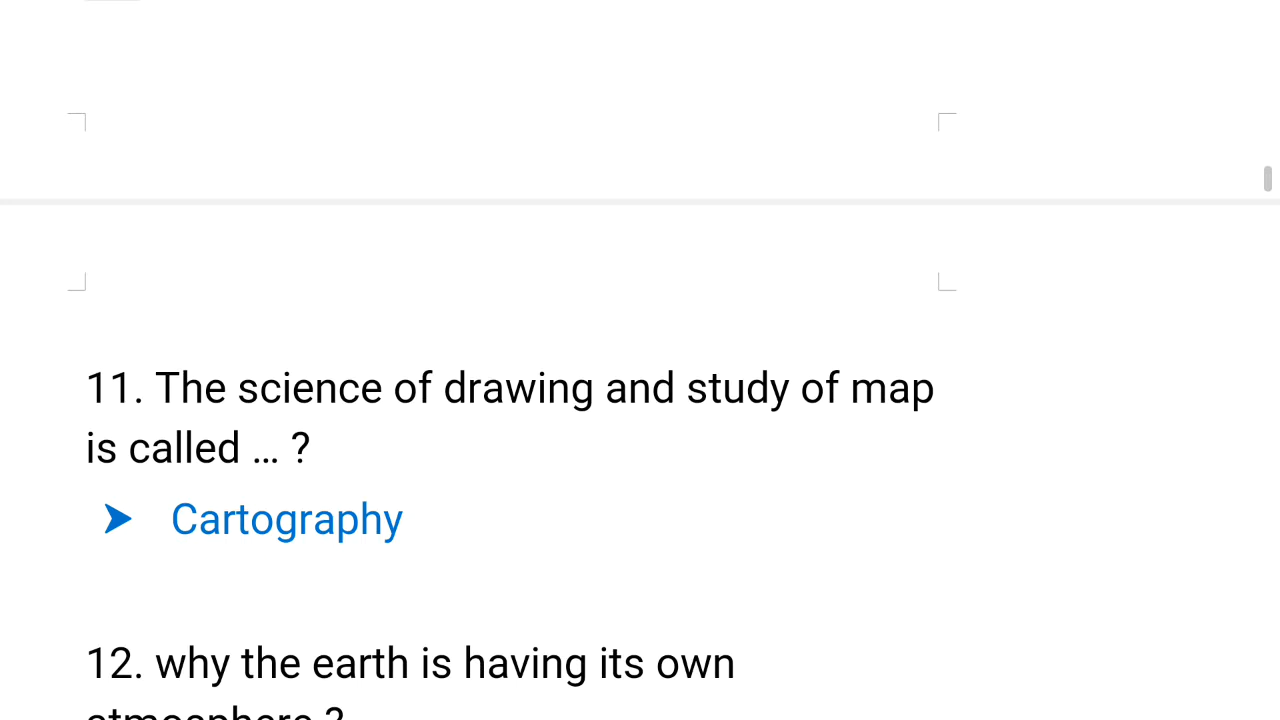 11. The science of drawing and study of map
is called ... ?
➤ Cartography
12. why the earth is having its own
atmosphere ?